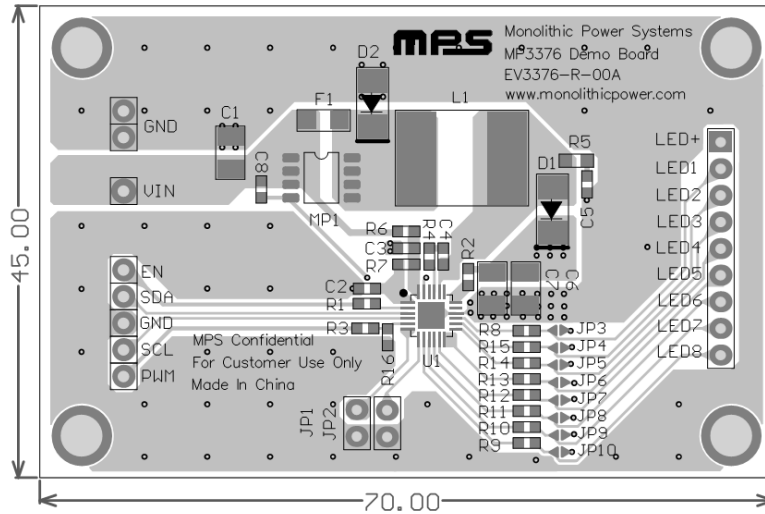 MPS
Monolithic Power Systems
MP3376 Demo Board
EV3376-R-00A
www.monolithicpower.com
D2
C1
F1
L1
GND
R5
LED+
D1
LED1
C8
VIN
MP1
C5
LED2
LED3
R6
R4
C4
C3
R7
R2
LED4
45.00
EN
C2
C7
C6
LED5
SDA
R1
LED6
GND
R3
R16
U1
R8
JP3
LED7
SCL
MPS Confidential
For Customer Use Only
Made In China
R15
JP4
LED8
PWM
R14
JP5
R13
JP6
R12
JP7
JP1
JP2
R11
JP8
R10
JP9
R9
JP10
70.00